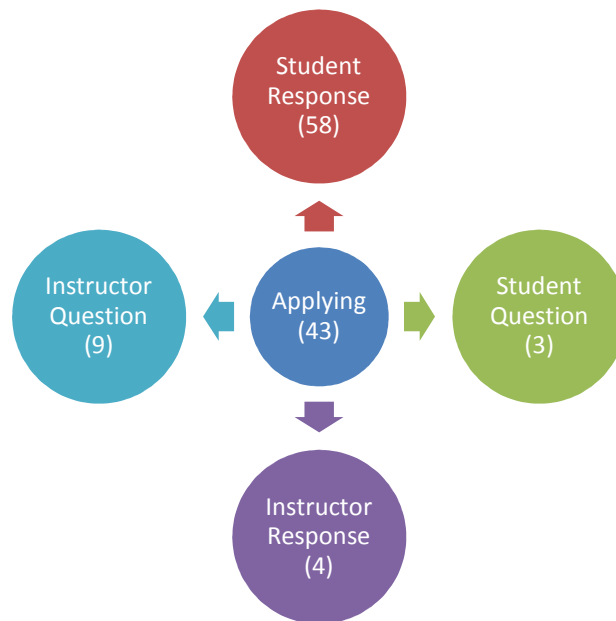 Student
Response
(58)
Instructor
Question
(9)
Applying
(43)
Student
Question
(3)
Instructor
Response
(4)